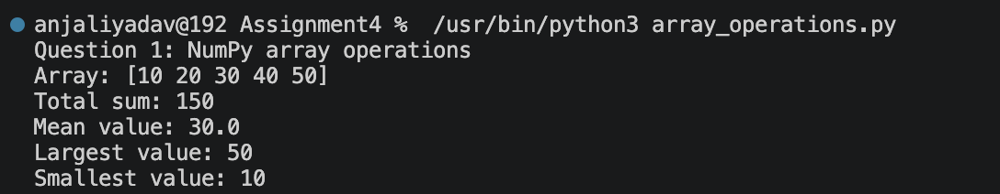 anjaliyadav@192 Assignment4 %  /usr/bin/python3 array_operations.py
Question 1: NumPy array operations
Array: [10 20 30 40 50]
Total sum: 150
Mean value: 30.0
Largest value: 50
Smallest value: 10